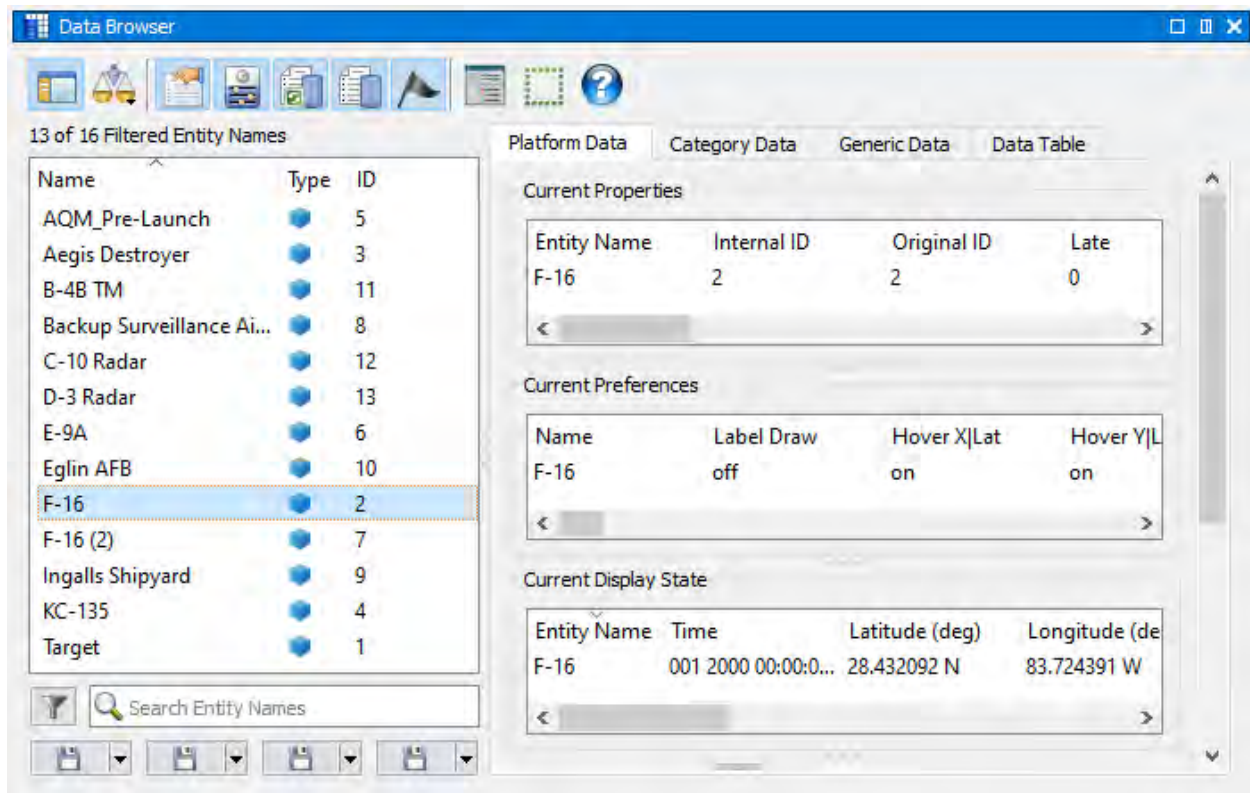 Data Browser
13 of 16 Filtered Entity Names
Name Type ID
AQM_Pre-Launch 5
Aegis Destroyer 3
B-4B TM 11
Backup Surveillance Ai... 8
C-10 Radar 12
D-3 Radar 13
E-9A 6
Eglin AFB 10
F-16 2
F-16 (2) 7
Ingalls Shipyard 9
KC-135 4
Target 1
Search Entity Names
Platform Data Category Data Generic Data Data Table
Current Properties
Entity Name Internal ID Original ID Late
F-16 2 2 0
Current Preferences
Name Label Draw Hover X|Lat Hover Y|L
F-16 off on on
Current Display State
Entity Name Time Latitude (deg) Longitude (de
F-16 001 2000 00:00:0... 28.432092 N 83.724391 W